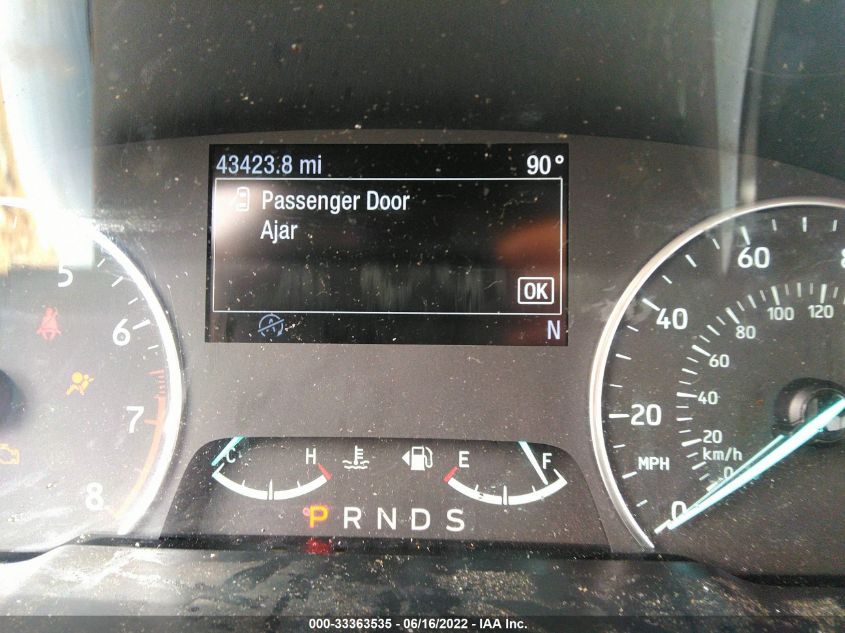 43423.8 mi 90°
Passenger Door
Ajar
OK
N
5
6
7
8
C H E F
P R N D S
0 20 40 60 8
MPH
0 20 40 60 80 100 120
km/h
000-33363535 - 06/16/2022 - IAA Inc.